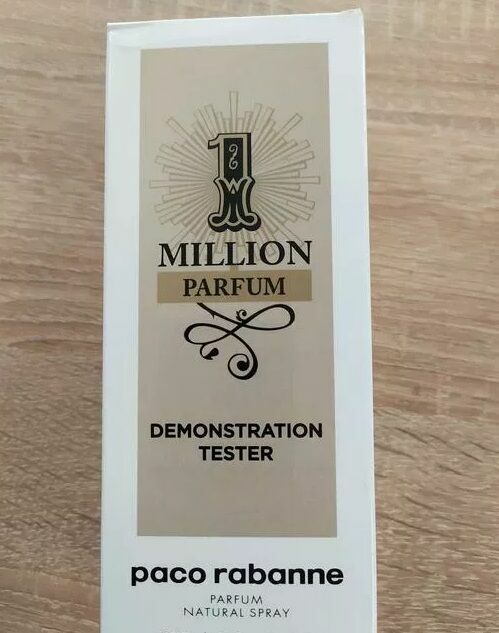 1
MILLION
PARFUM
DEMONSTRATION
TESTER
paco rabanne
PARFUM
NATURAL SPRAY